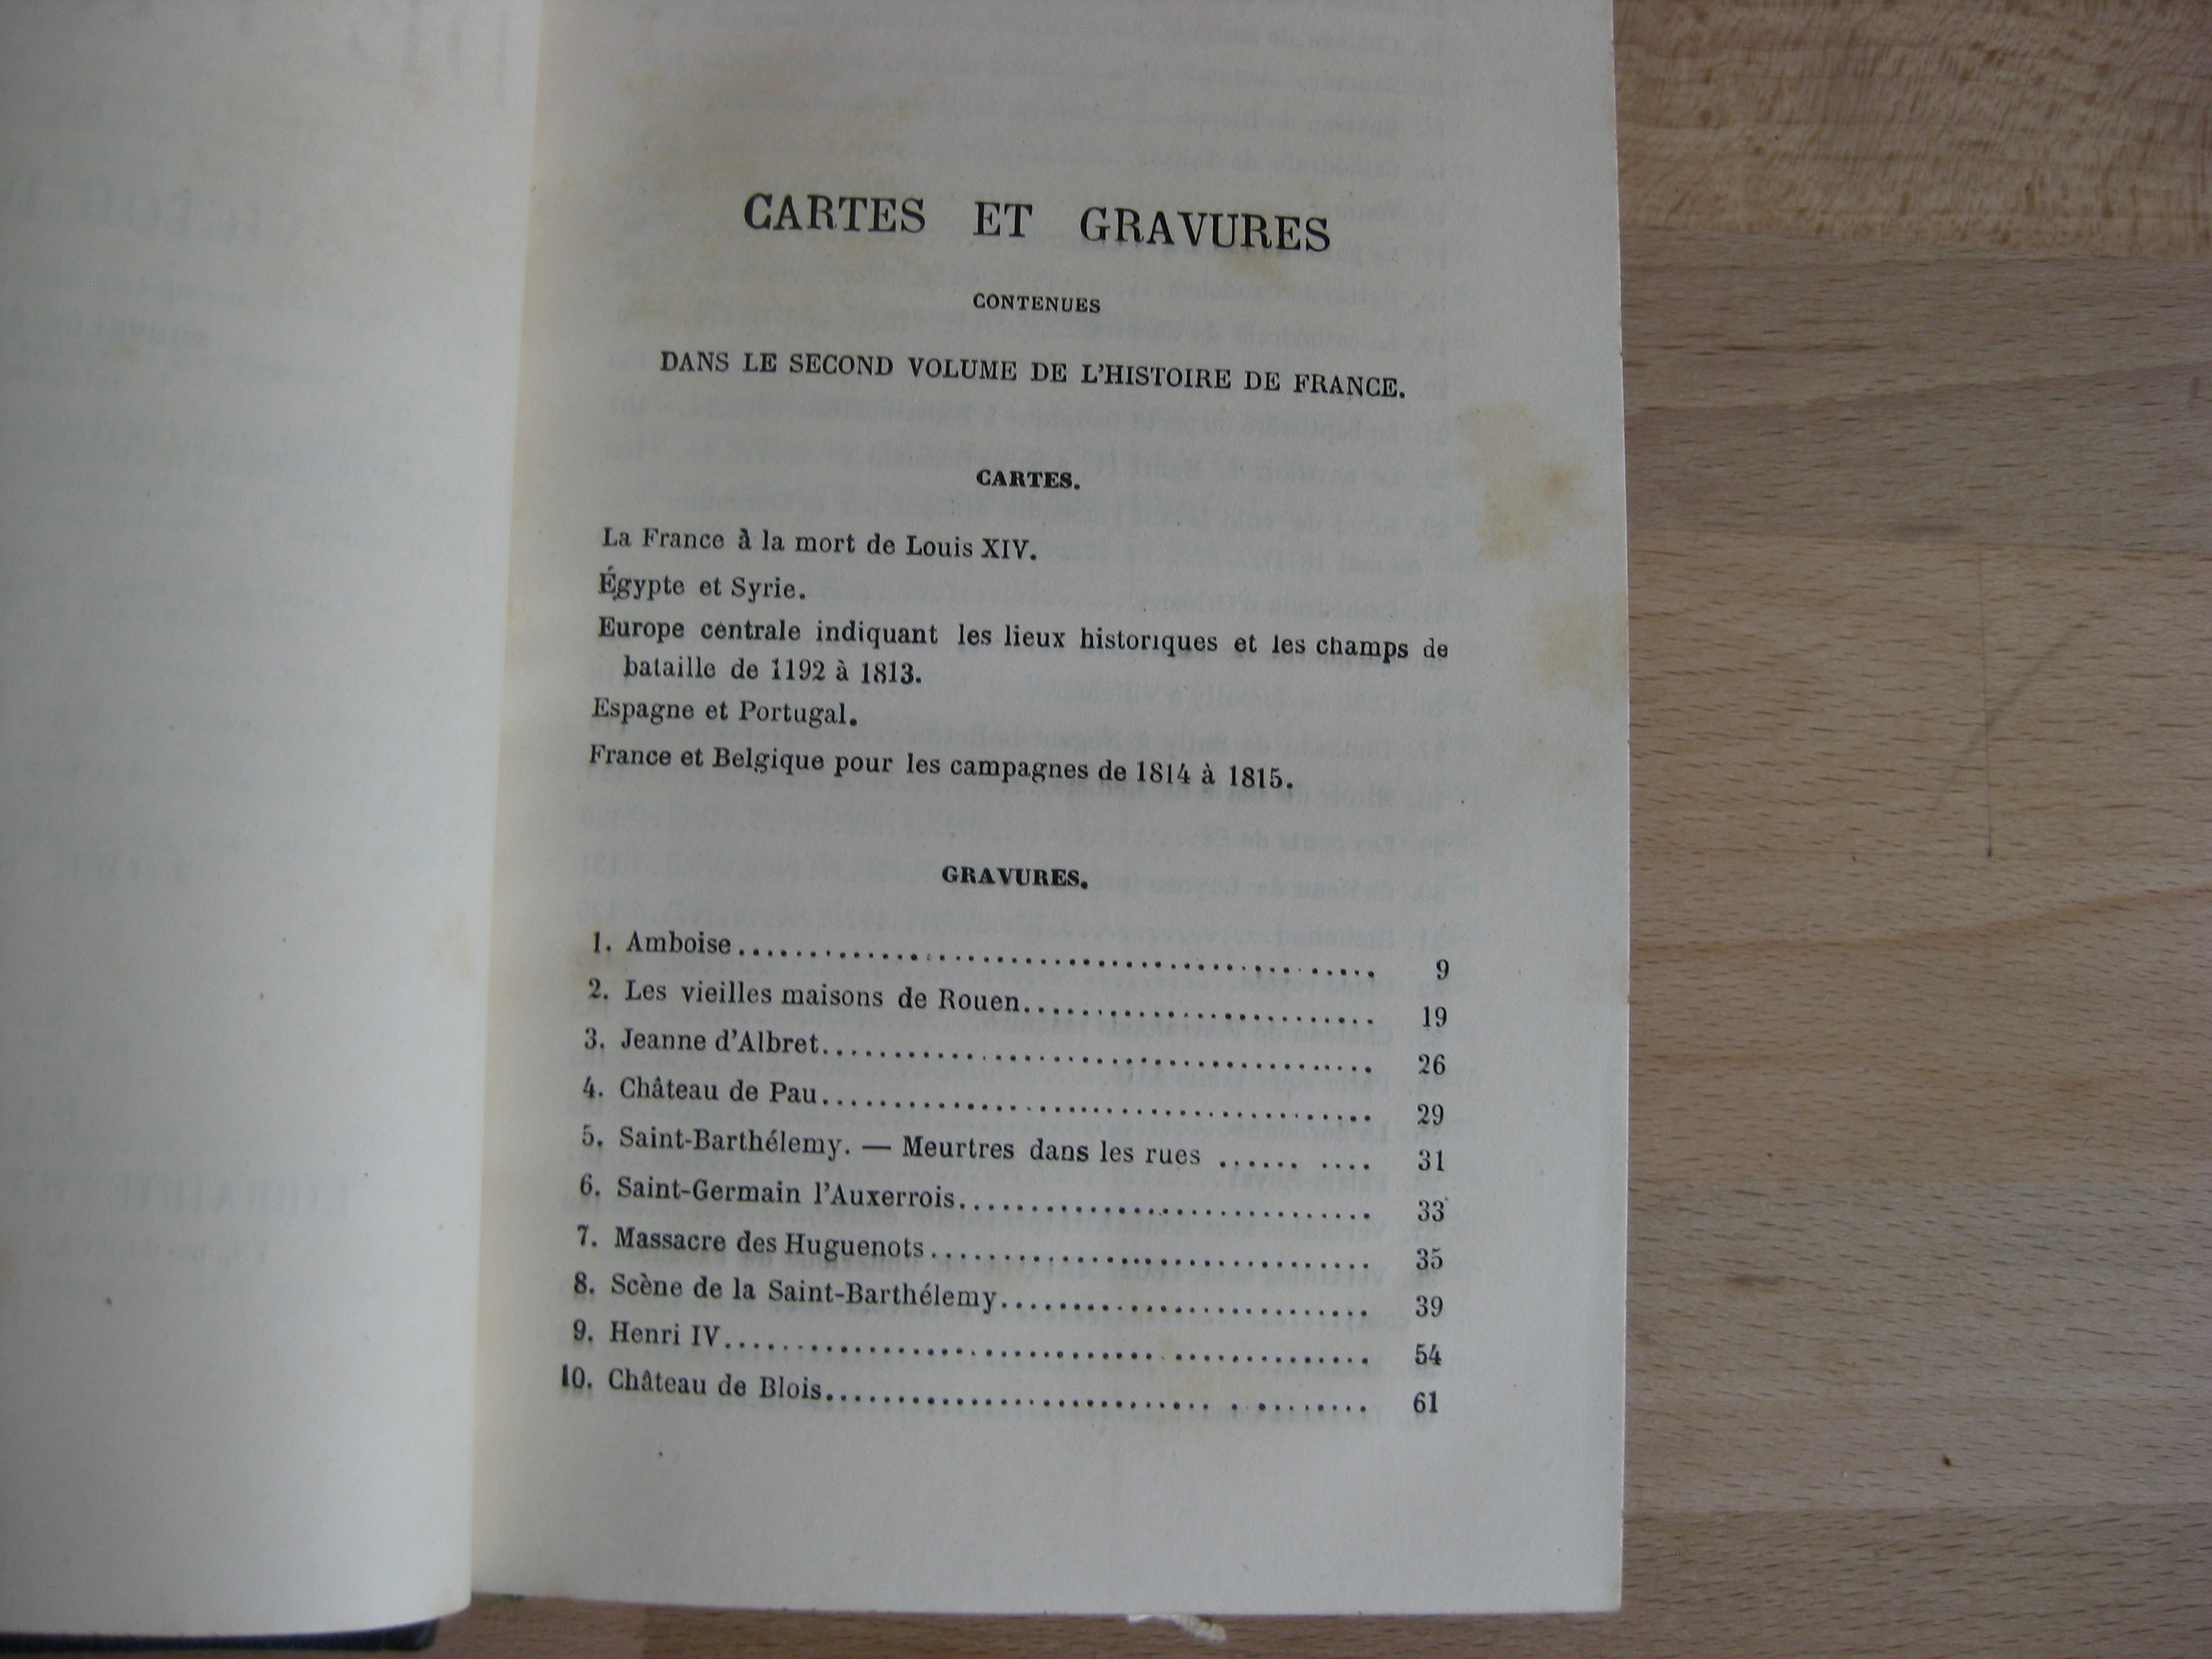 CARTES ET GRAVURES
CONTENUES
DANS LE SECOND VOLUME DE L'HISTOIRE DE FRANCE.
CARTES.
La France à la mort de Louis XIV.
Égypte et Syrie.
Europe centrale indiquant les lieux historiques et les champs de
bataille de 1192 à 1813.
Espagne et Portugal.
France et Belgique pour les campagnes de 1814 à 1815.
GRAVURES.
1. Amboise........................................ 9
2. Les vieilles maisons de Rouen........................ 19
3. Jeanne d'Albret...................................... 26
4. Château de Pau...................................... 29
5. Saint-Barthélemy. — Meurtres dans les rues ...... .... 31
6. Saint-Germain l'Auxerrois............................ 33
7. Massacre des Huguenots.............................. 35
8. Scène de la Saint-Barthélemy......................... 39
9. Henri IV............................................ 54
10. Château de Blois.......................... . ........ 61